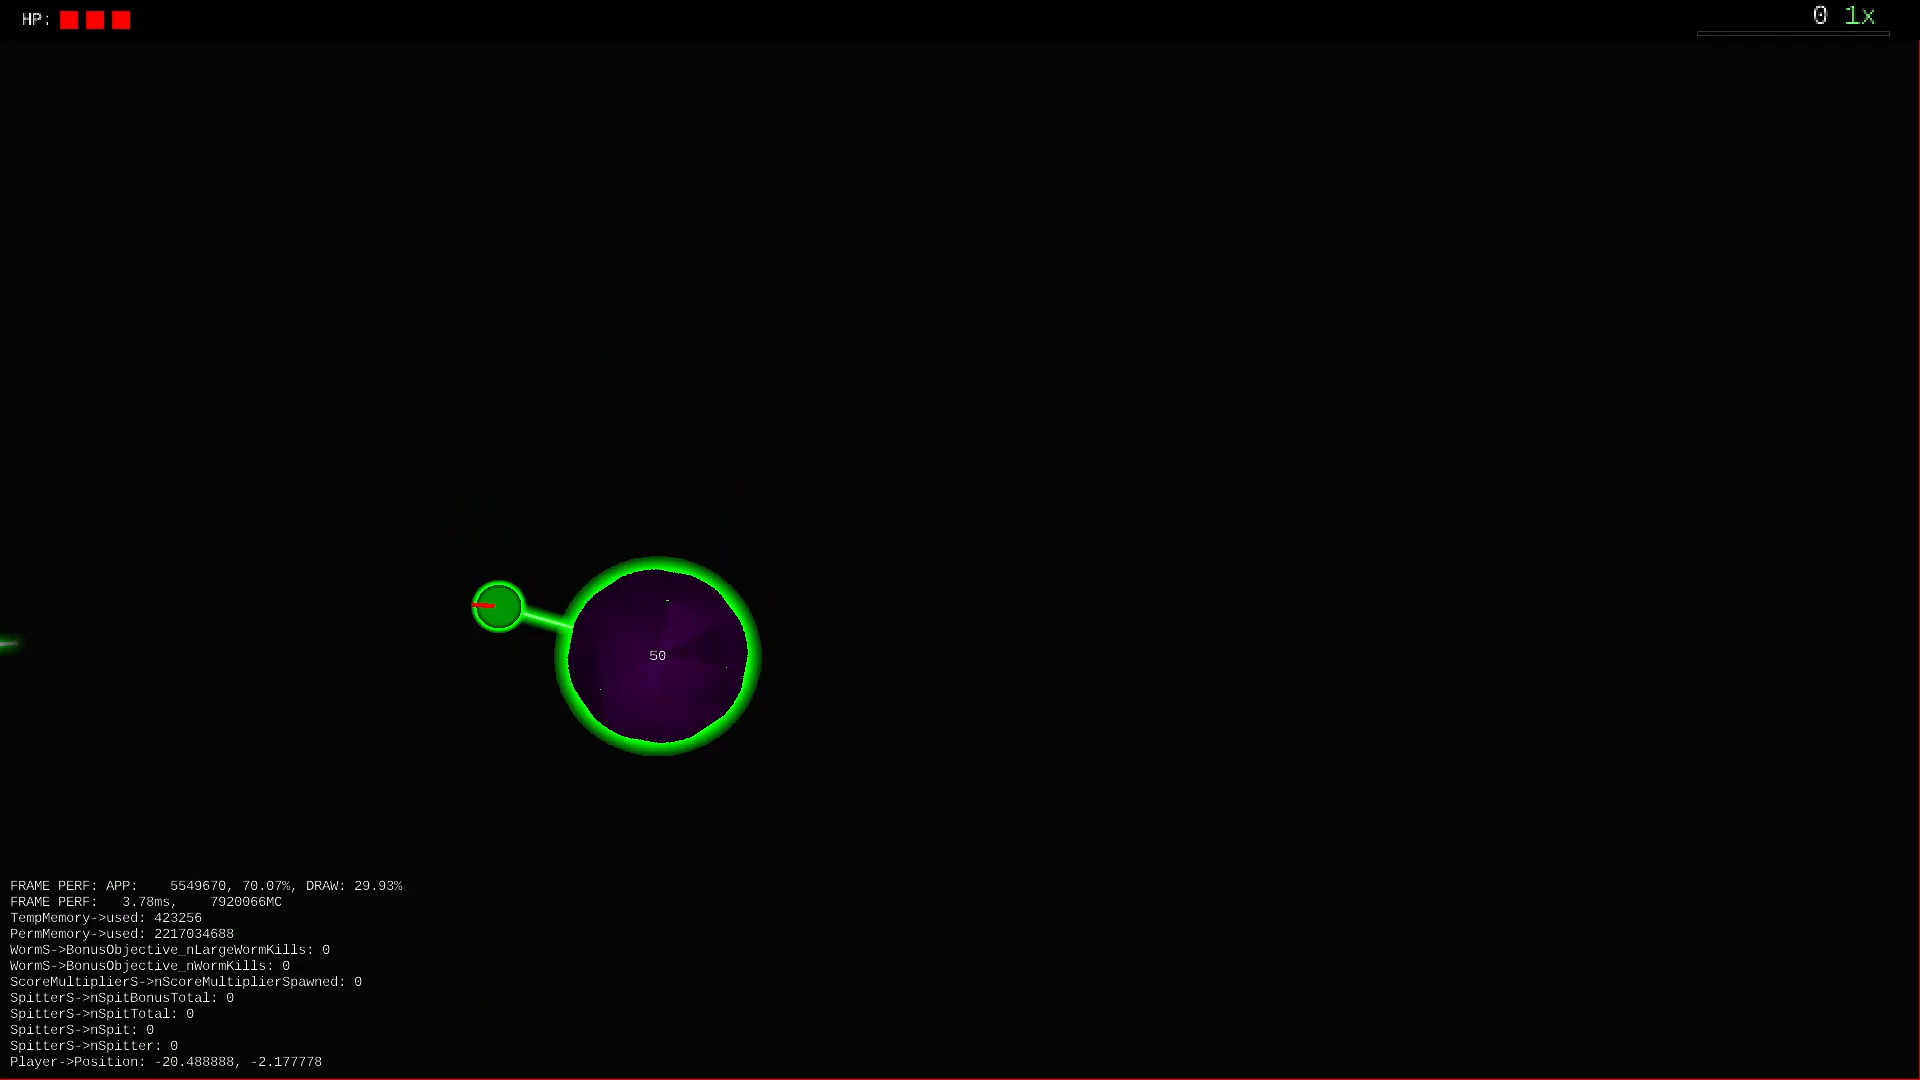 HP:
0 1x
50
FRAME PERF: APP: 5549670, 70.07%, DRAW: 29.93%
FRAME PERF: 3.78ms, 7920066MC
TempMemory->used: 423256
PermMemory->used: 2217034688
WormS->BonusObjective_nLargeWormKills: 0
WormS->BonusObjective_nWormKills: 0
ScoreMultiplierS->nScoreMultiplierSpawned: 0
SpitterS->nSpitBonusTotal: 0
SpitterS->nSpitTotal: 0
SpitterS->nSpit: 0
SpitterS->nSpitter: 0
Player->Position: -20.488888, -2.177778